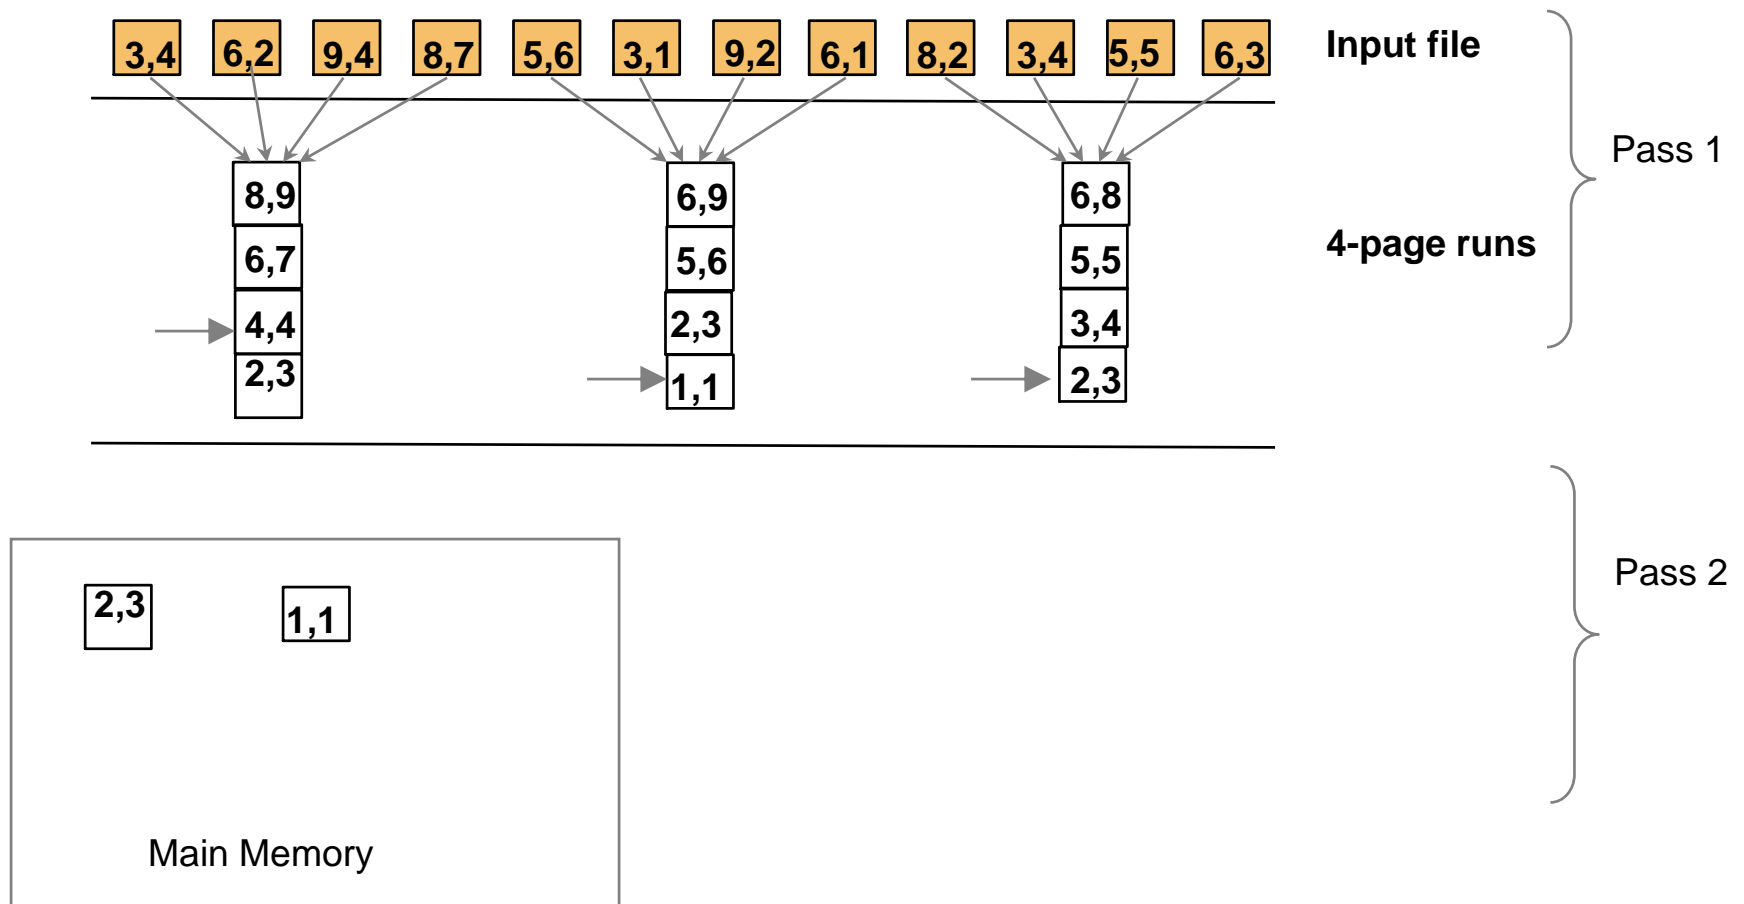 3,4 6,2 9,4 8,7 5,6 3,1 9,2 6,1 8,2 3,4 5,5 6,3 Input file
Pass 1
8,9 6,9 6,8
6,7 5,6 5,5 4-page runs
4,4 2,3 3,4
2,3 1,1 2,3
Pass 2
2,3 1,1
Main Memory